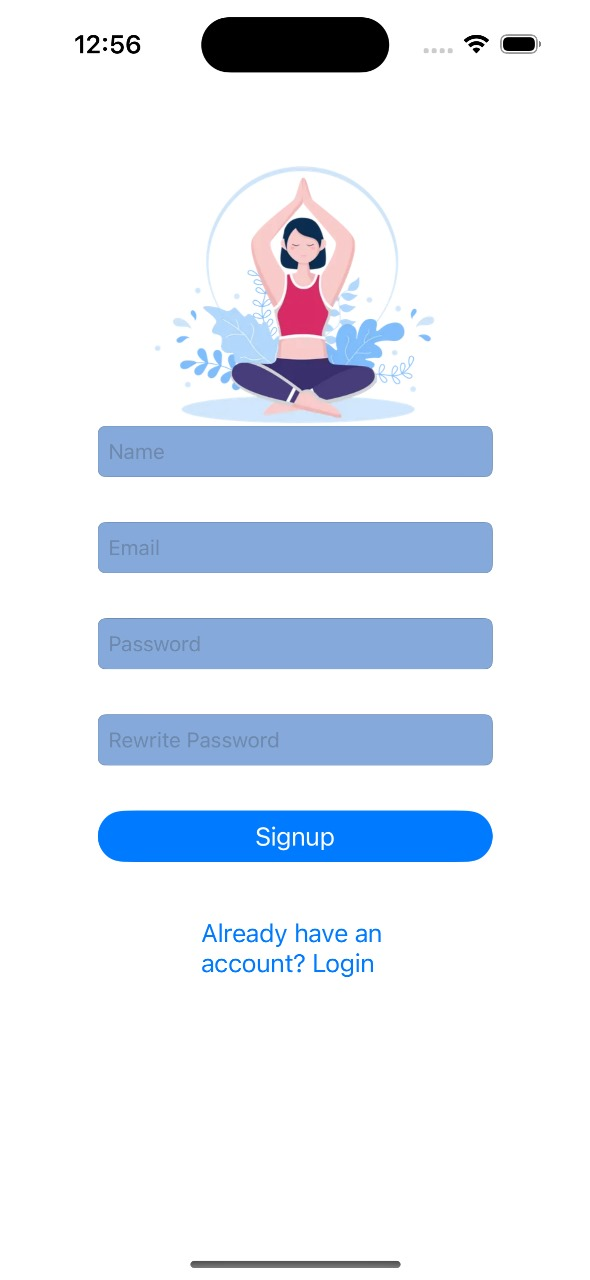 12:56
Name
Email
Password
Rewrite Password
Signup
Already have an
account? Login